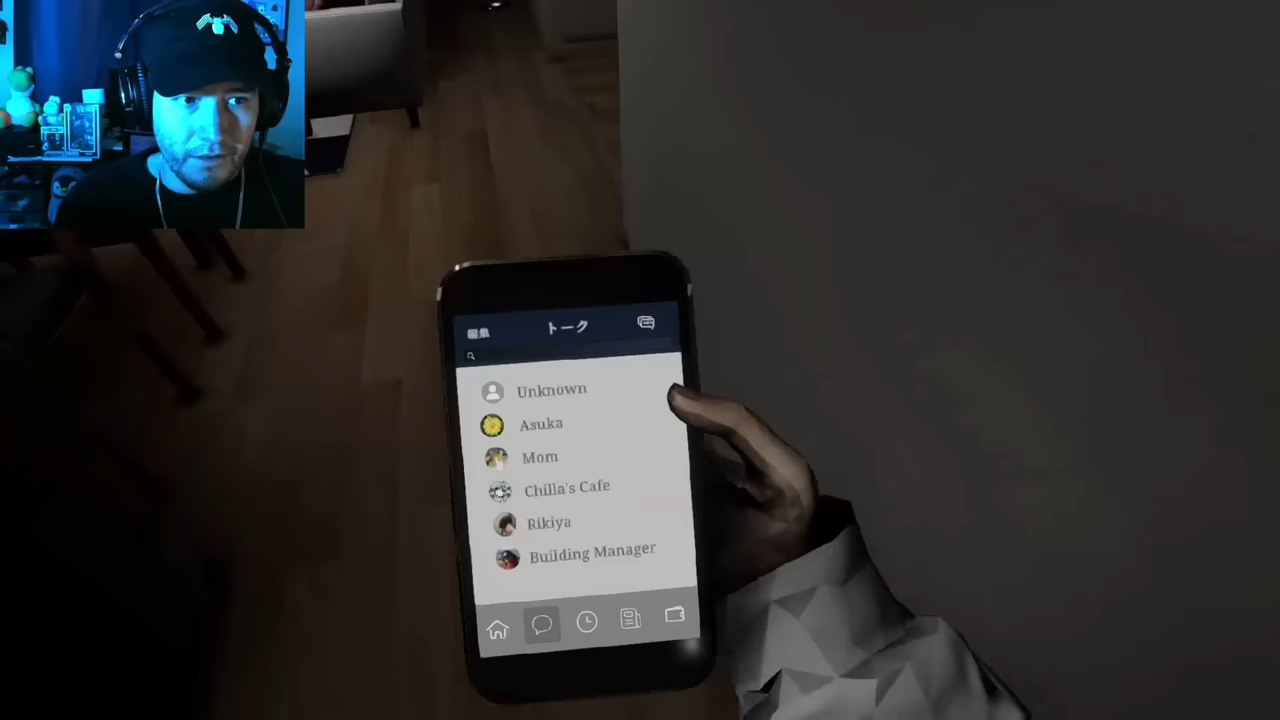 編集
トーク
Unknown
Asuka
Mom
Chilla's Cafe
Rikiya
Building Manager